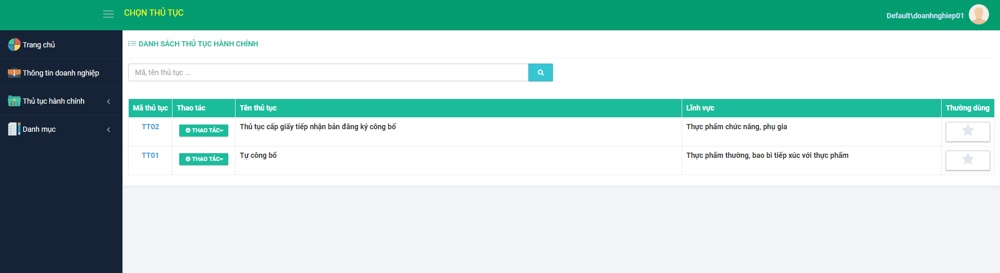 CHỌN THỦ TỤC
Default\doanhnghiep01
Trang chủ
Thông tin doanh nghiệp
Thủ tục hành chính
Danh mục
DANH SÁCH THỦ TỤC HÀNH CHÍNH
Mã, tên thủ tục ...
Mã thủ tục Thao tác Tên thủ tục Lĩnh vực Thường dùng
TT02 THAO TÁC Thủ tục cấp giấy tiếp nhận bản đăng ký công bố Thực phẩm chức năng, phụ gia
TT01 THAO TÁC Tự công bố Thực phẩm thường, bao bì tiếp xúc với thực phẩm